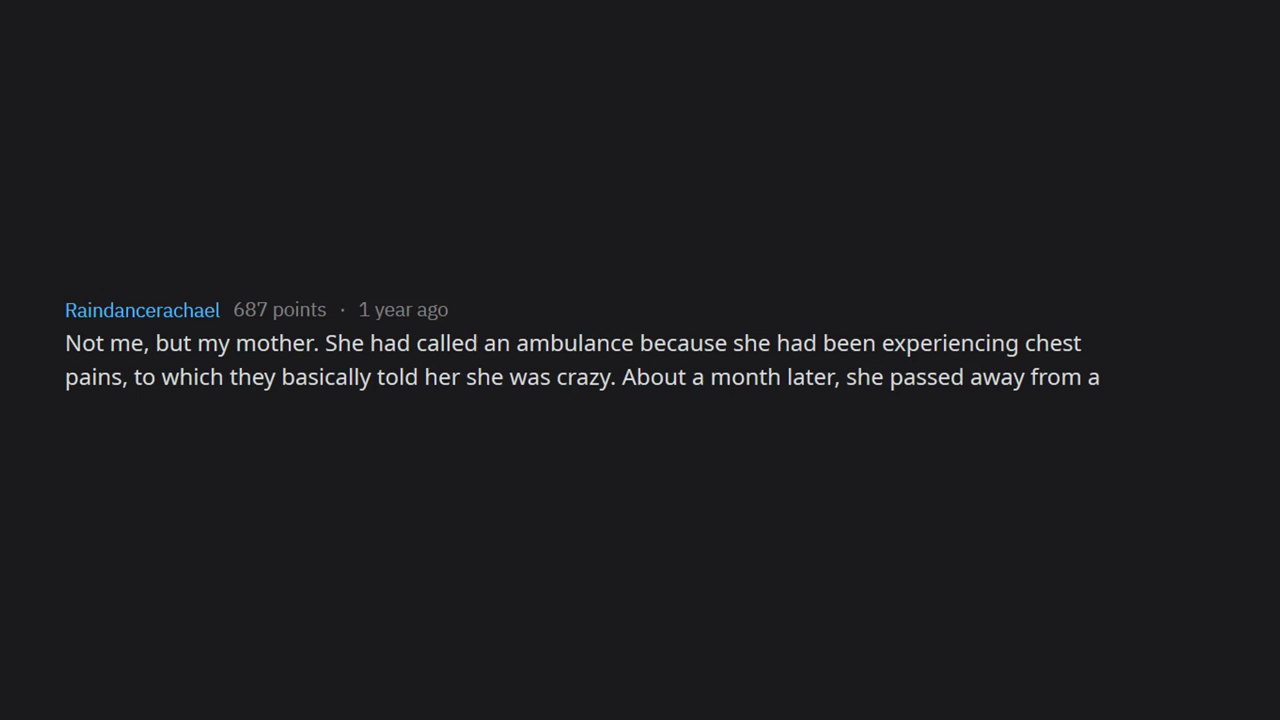 Raindancerachael 687 points · 1 year ago
Not me, but my mother. She had called an ambulance because she had been experiencing chest
pains, to which they basically told her she was crazy. About a month later, she passed away from a